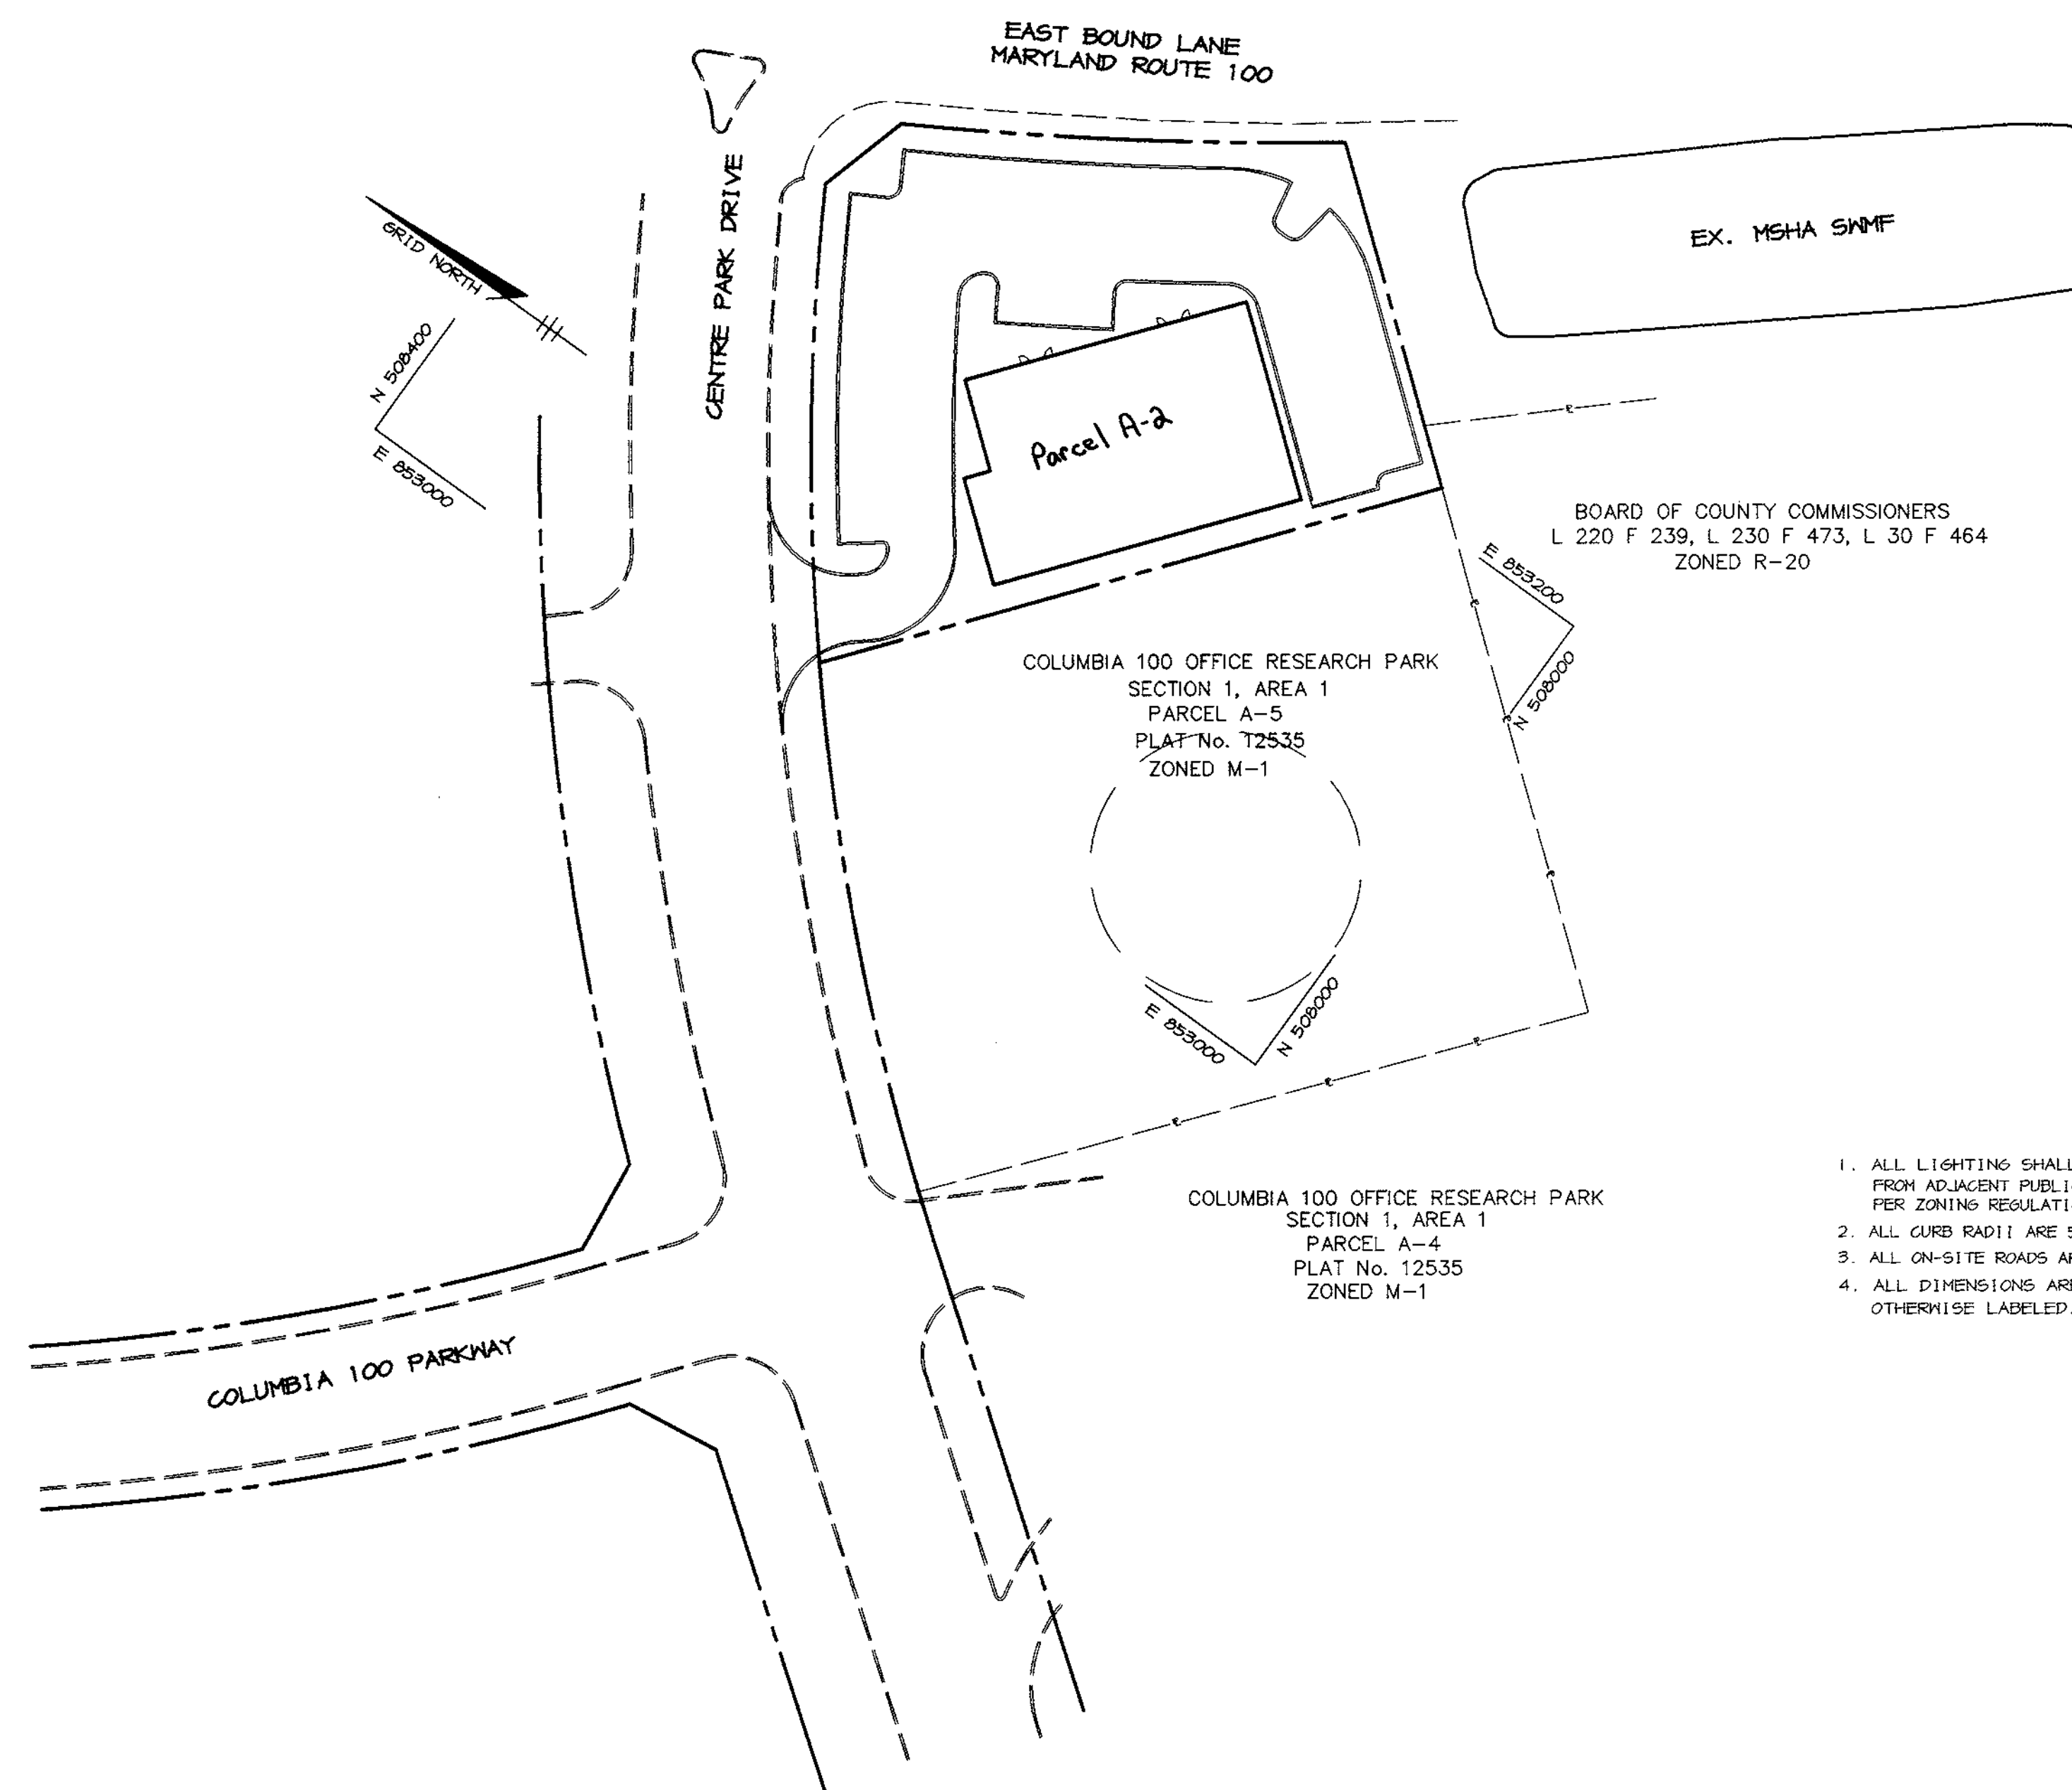 EAST BOUND LANE
MARYLAND ROUTE 100
CENTRE PARK DRIVE
GRID NORTH
N 508400
E 853000
EX. MSHA SWMF
Parcel A-2
BOARD OF COUNTY COMMISSIONERS
L 220 F 239, L 230 F 473, L 30 F 464
ZONED R-20
E 853200
N 508000
COLUMBIA 100 OFFICE RESEARCH PARK
SECTION 1, AREA 1
PARCEL A-5
PLAT No. 12535
ZONED M-1
E 853000
N 508000
COLUMBIA 100 OFFICE RESEARCH PARK
SECTION 1, AREA 1
PARCEL A-4
PLAT No. 12535
ZONED M-1
COLUMBIA 100 PARKWAY
1. ALL LIGHTING SHALL
FROM ADJACENT PUBLI
PER ZONING REGULATI
2. ALL CURB RADII ARE 5
3. ALL ON-SITE ROADS A
4. ALL DIMENSIONS ARE
OTHERWISE LABELED.